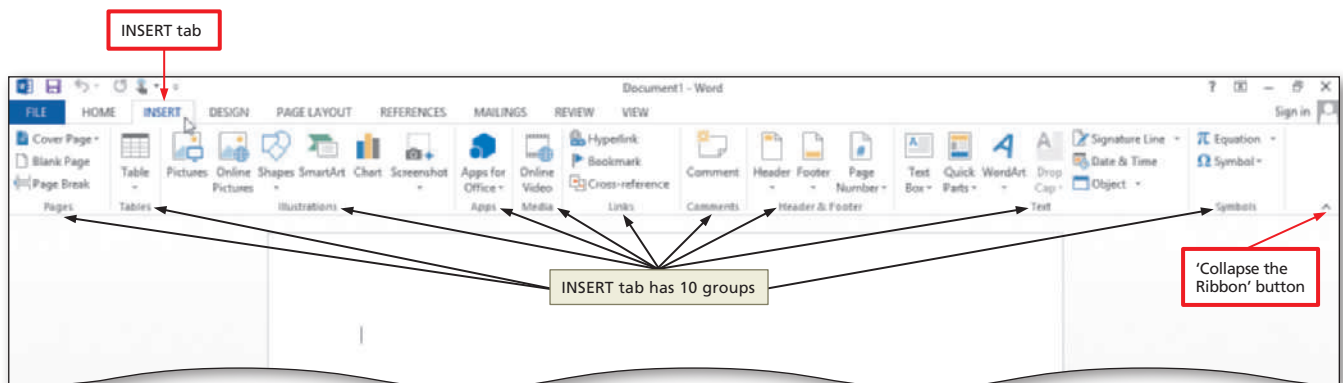 INSERT tab
Document1 - Word
?
FILE HOME INSERT DESIGN PAGE LAYOUT REFERENCES MAILINGS REVIEW VIEW Sign in
Cover Page
Blank Page
Page Break
Pages
Table
Tables
Pictures Online Pictures Shapes SmartArt Chart Screenshot
Illustrations
Apps for Office
Apps
Online Video
Media
Hyperlink
Bookmark
Cross-reference
Links
Comment
Comments
Header Footer Page Number
Header & Footer
Text Box Quick Parts WordArt Drop Cap
Signature Line
Date & Time
Object
Text
Equation
Symbol
Symbols
INSERT tab has 10 groups
'Collapse the
Ribbon' button